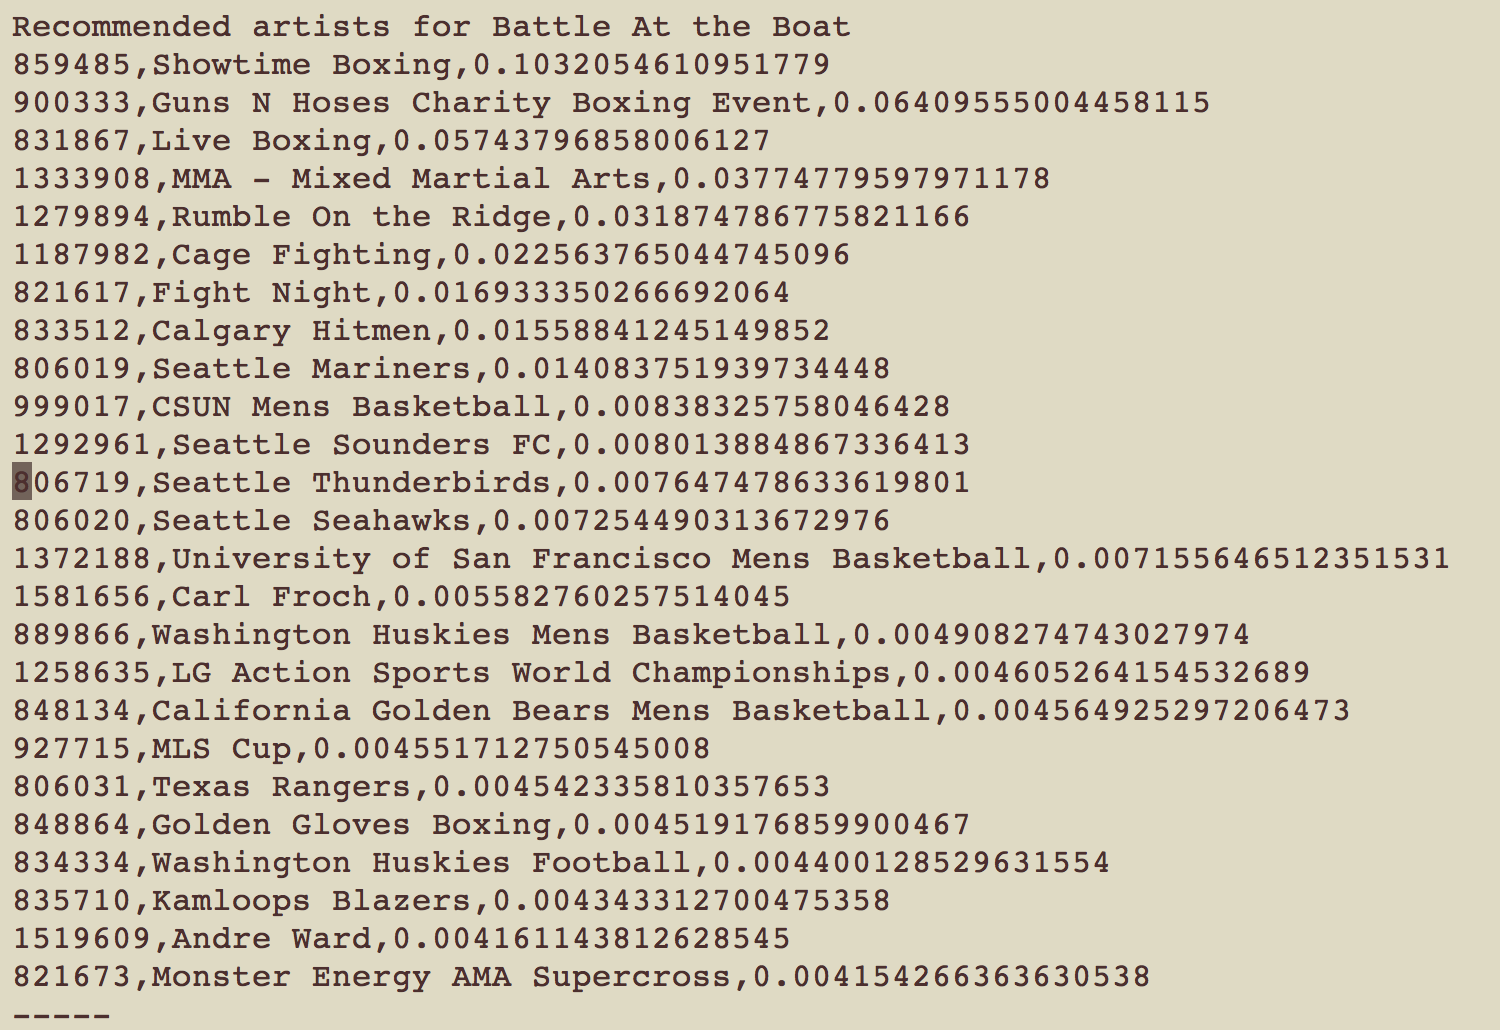 Recommended artists for Battle At the Boat
859485,Showtime Boxing,0.1032054610951779
900333,Guns N Hoses Charity Boxing Event,0.06409555004458115
831867,Live Boxing,0.05743796858006127
1333908,MMA - Mixed Martial Arts,0.03774779597971178
1279894,Rumble On the Ridge,0.031874786775821166
1187982,Cage Fighting,0.022563765044745096
821617,Fight Night,0.016933350266692064
833512,Calgary Hitmen,0.01558841245149852
806019,Seattle Mariners,0.014083751939734448
999017,CSUN Mens Basketball,0.00838325758046428
1292961,Seattle Sounders FC,0.008013884867336413
806719,Seattle Thunderbirds,0.007647478633619801
806020,Seattle Seahawks,0.007254490313672976
1372188,University of San Francisco Mens Basketball,0.007155646512351531
1581656,Carl Froch,0.005582760257514045
889866,Washington Huskies Mens Basketball,0.004908274743027974
1258635,LG Action Sports World Championships,0.004605264154532689
848134,California Golden Bears Mens Basketball,0.004564925297206473
927715,MLS Cup,0.004551712750545008
806031,Texas Rangers,0.004542335810357653
848864,Golden Gloves Boxing,0.004519176859900467
834334,Washington Huskies Football,0.004400128529631554
835710,Kamloops Blazers,0.004343312700475358
1519609,Andre Ward,0.004161143812628545
821673,Monster Energy AMA Supercross,0.004154266363630538
-----